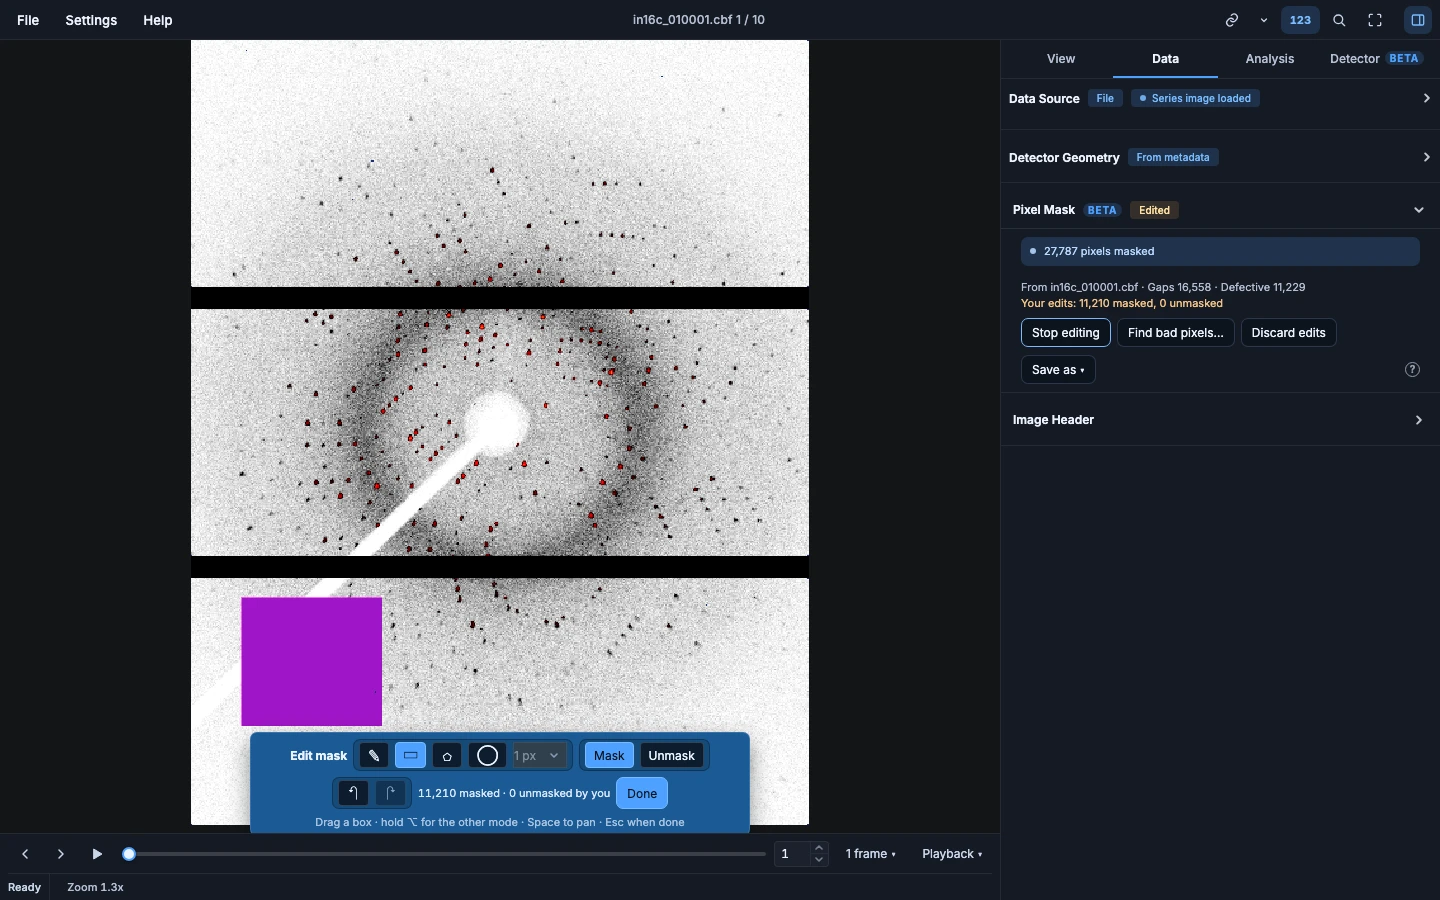 File Settings Help
in16c_010001.cbf 1 / 10
123
View Data Analysis Detector BETA
Data Source File Series image loaded
Detector Geometry From metadata
Pixel Mask BETA Edited
27,787 pixels masked
From in16c_010001.cbf · Gaps 16,558 · Defective 11,229
Your edits: 11,210 masked, 0 unmasked
Stop editing Find bad pixels... Discard edits
Save as ?
Image Header
Edit mask 1 px Mask Unmask
11,210 masked · 0 unmasked by you Done
Drag a box · hold ⌥ for the other mode · Space to pan · Esc when done
1 1 frame Playback
Ready Zoom 1.3x